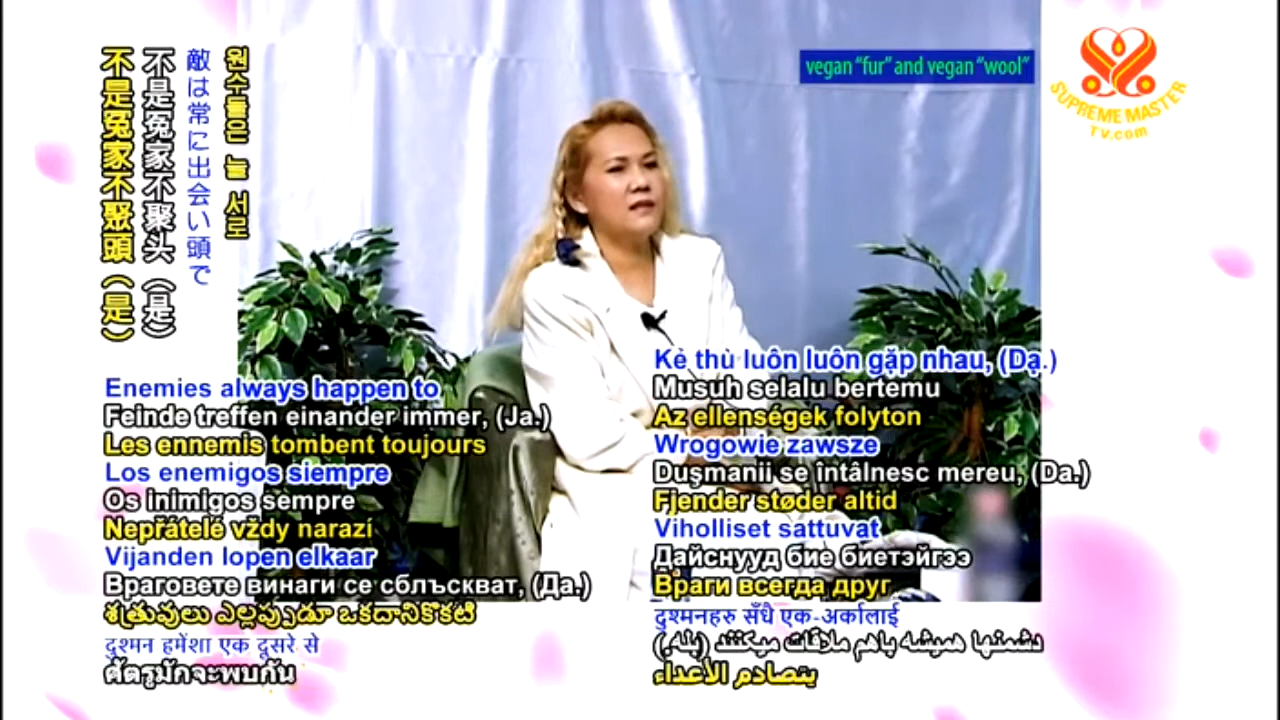 vegan “fur” and vegan “wool”
SUPREME MASTER
TV.com
원수들은 늘 서로
敵は常に出会い頭で
不是冤家不聚头（是）
不是冤家不聚頭（是）
Enemies always happen to
Feinde treffen einander immer, (Ja.)
Les ennemis tombent toujours
Los enemigos siempre
Os inimigos sempre
Nepřátelé vždy narazí
Vijanden lopen elkaar
Враговете винаги се сблъскват, (Да.)
శత్రువులు ఎల్లప్పుడూ ఒకదానికొకటి
दुश्मन हमेंशा एक दूसरे से
ศัตรูมักจะพบกัน
Kẻ thù luôn luôn gặp nhau, (Dạ.)
Musuh selalu bertemu
Az ellenségek folyton
Wrogowie zawsze
Duşmanii se întâlnesc mereu, (Da.)
Fjender støder altid
Viholliset sattuvat
Дайснууд бие биетэйгээ
Враги всегда друг
दुश्मनहरु सँधै एक-अर्कालाई
دشمنها همیشه باهم ملاقات میکنند (بله.)
يتصادم الأعداء